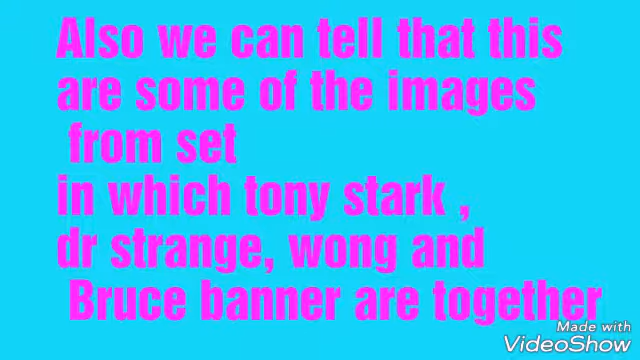 Also we can tell that this
are some of the images
from set
in which tony stark ,
dr strange, wong and
Bruce banner are together
Made with
VideoShow